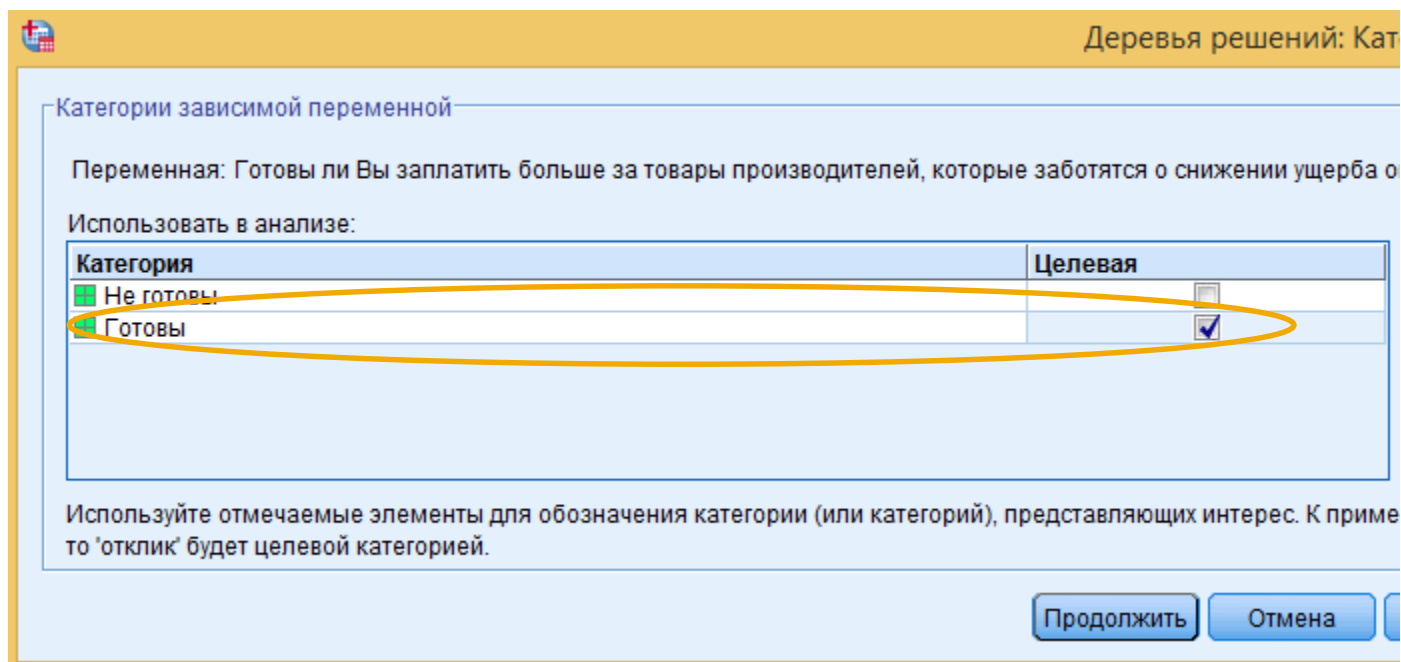 Деревья решений: Кат
Категории зависимой переменной
Переменная: Готовы ли Вы заплатить больше за товары производителей, которые заботятся о снижении ущерба о
Использовать в анализе:
Категория Целевая
Не готовы
Готовы
Используйте отмечаемые элементы для обозначения категории (или категорий), представляющих интерес. К приме
то 'отклик' будет целевой категорией.
Продолжить Отмена